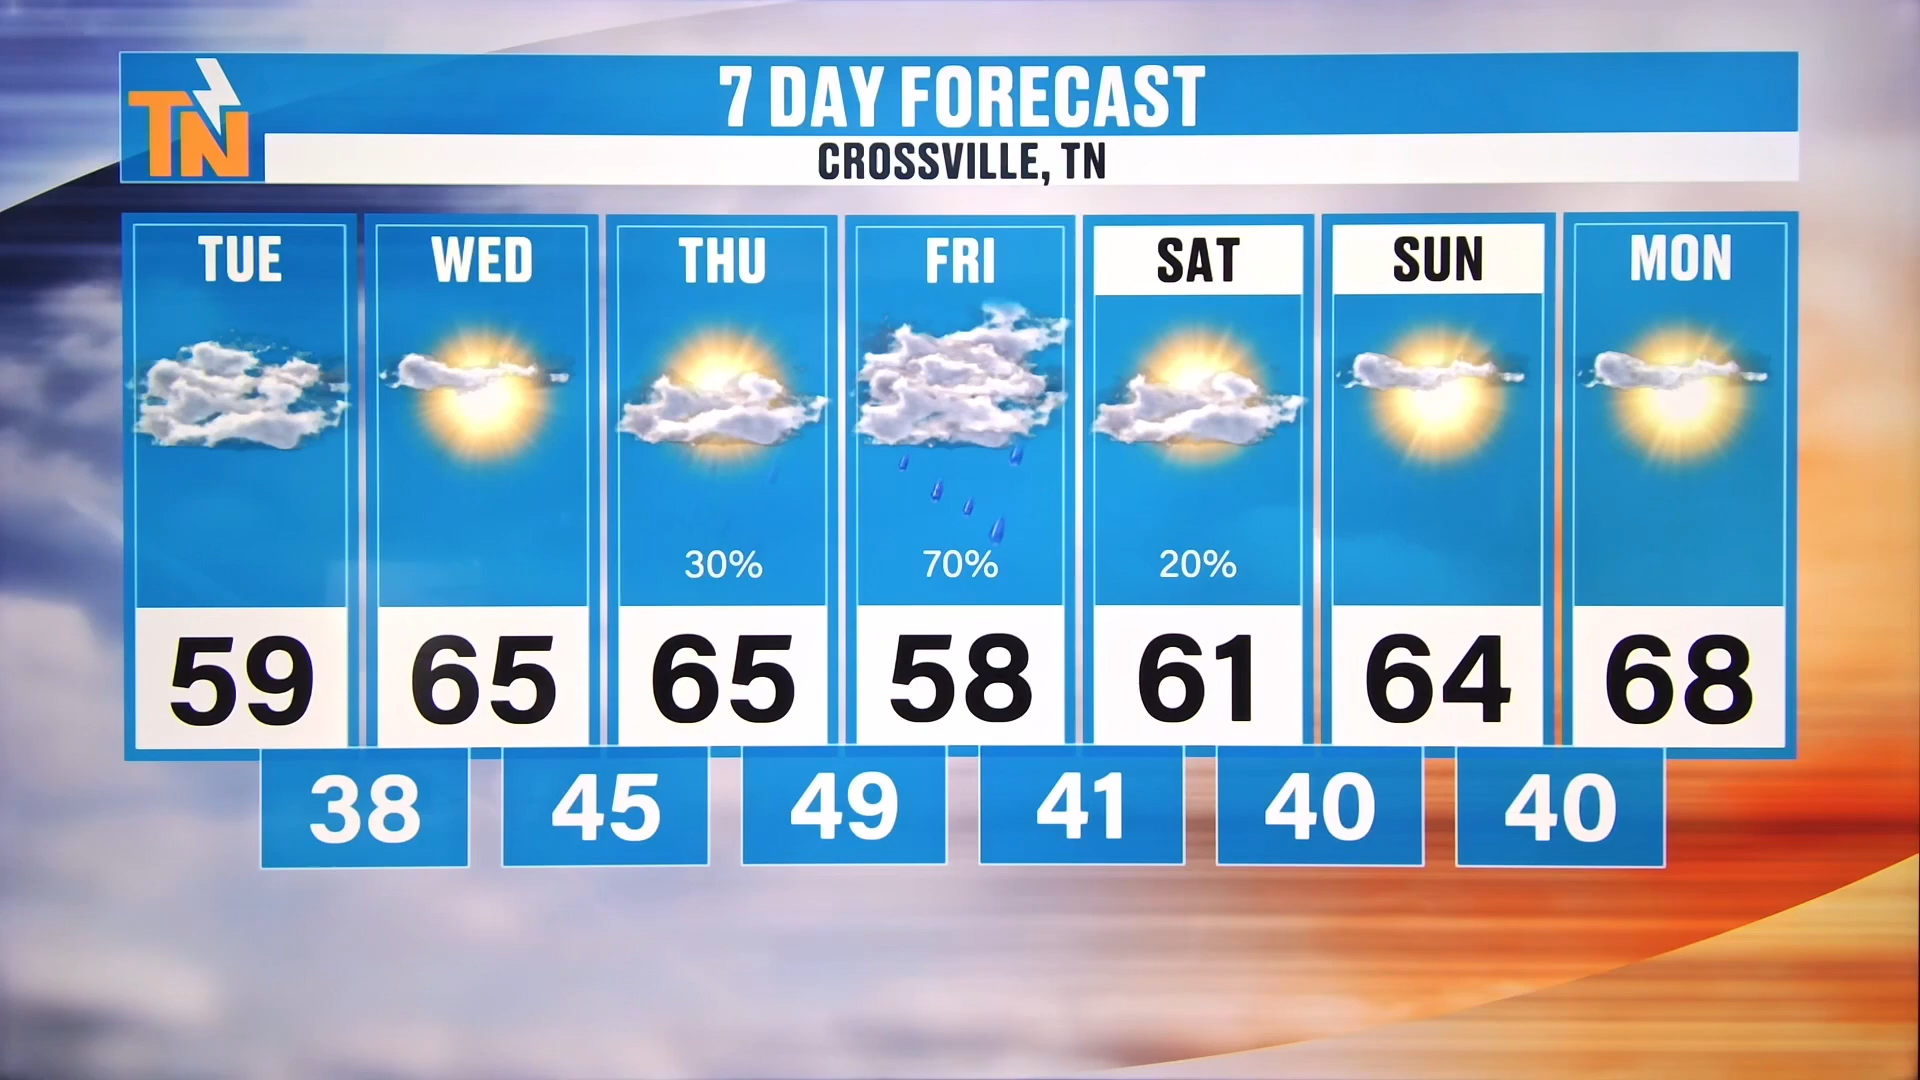 TN
7 DAY FORECAST
CROSSVILLE, TN
TUE WED THU FRI SAT SUN MON
30% 70% 20%
59 65 65 58 61 64 68
38 45 49 41 40 40